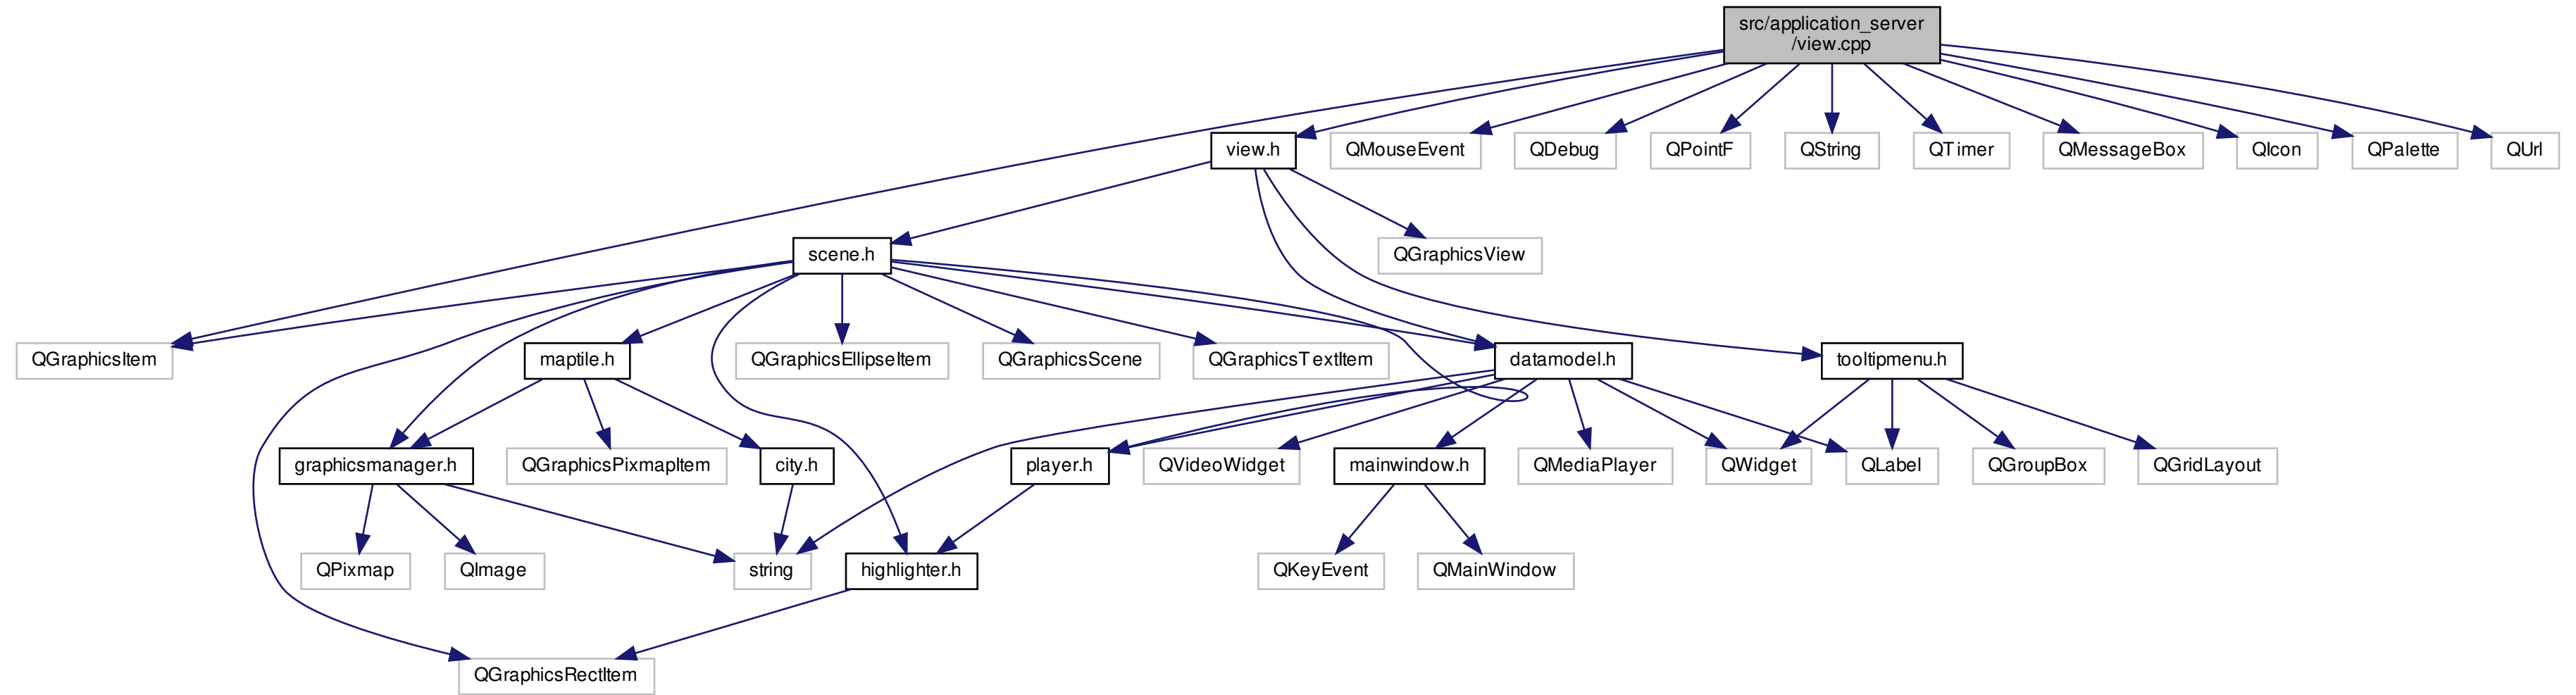 src/application_server
/view.cpp
view.h
QMouseEvent
QDebug
QPointF
QString
QTimer
QMessageBox
QIcon
QPalette
QUrl
scene.h
QGraphicsView
QGraphicsItem
maptile.h
QGraphicsEllipseItem
QGraphicsScene
QGraphicsTextItem
datamodel.h
tooltipmenu.h
graphicsmanager.h
QGraphicsPixmapItem
city.h
player.h
QVideoWidget
mainwindow.h
QMediaPlayer
QWidget
QLabel
QGroupBox
QGridLayout
QPixmap
QImage
string
highlighter.h
QKeyEvent
QMainWindow
QGraphicsRectItem